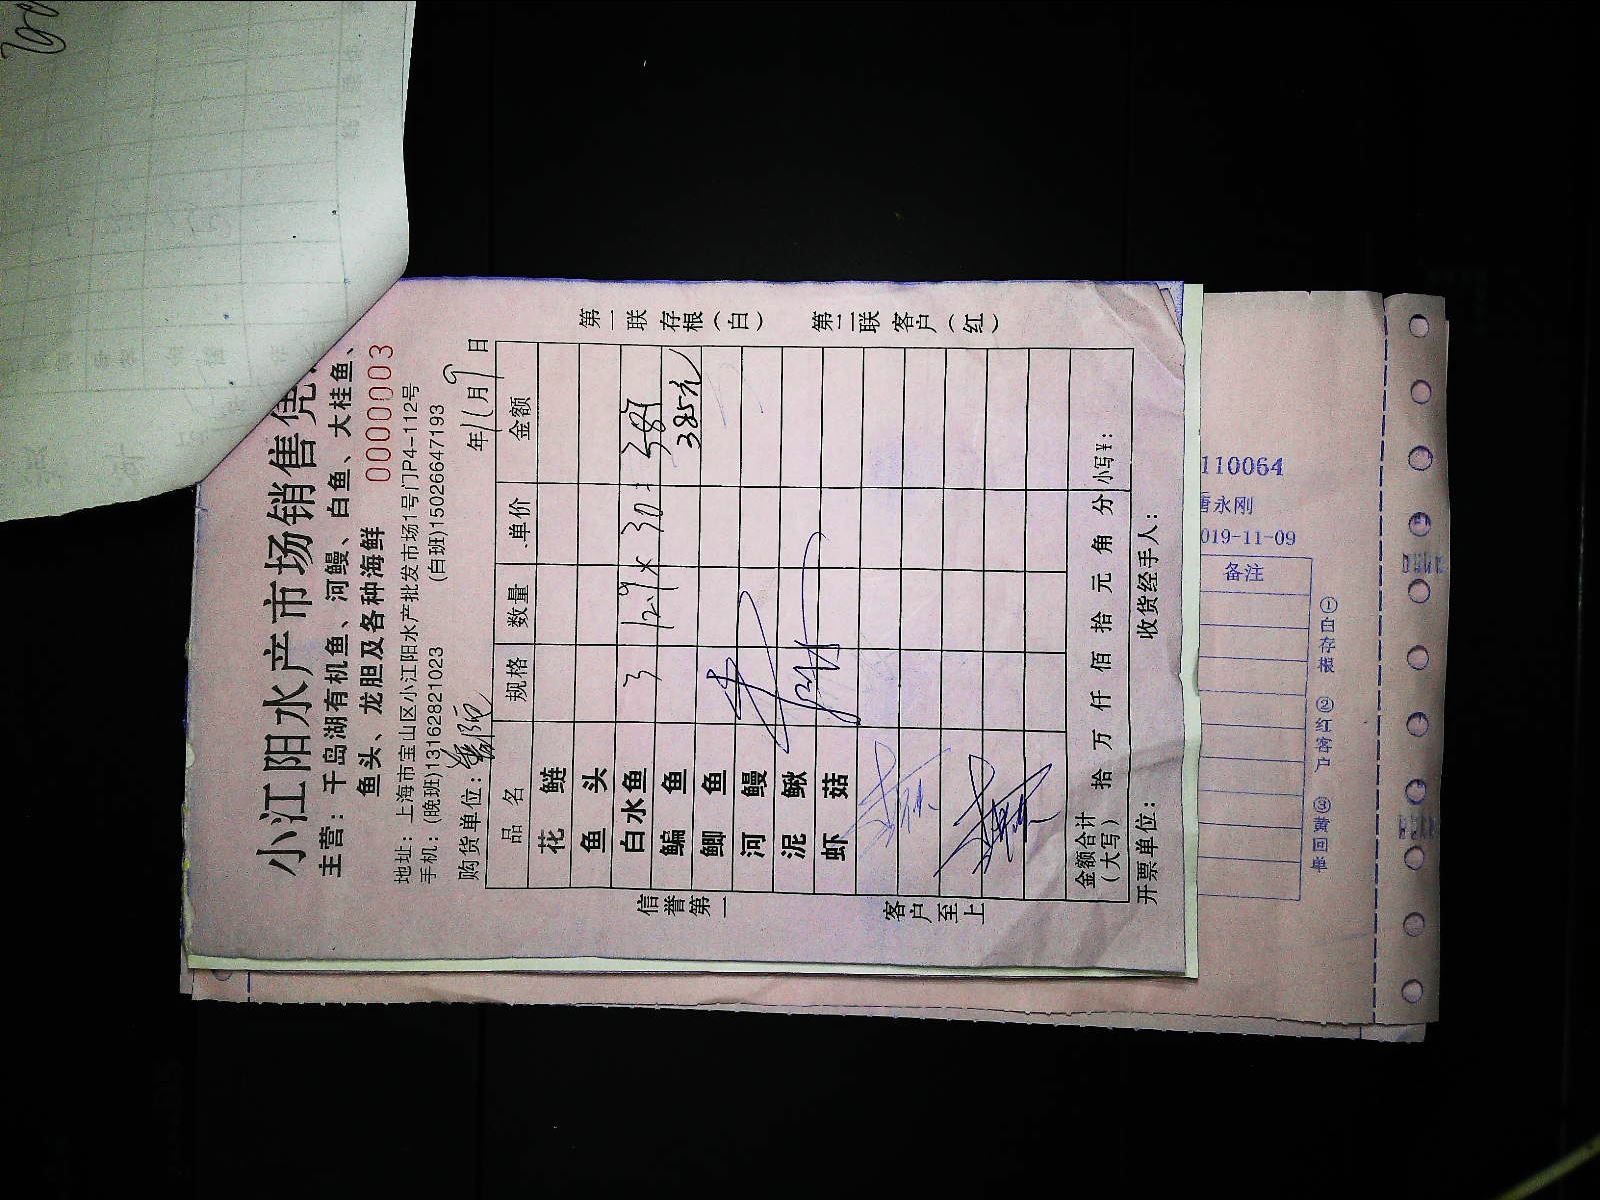 小江阳水产市场销售凭
主营：千岛湖有机鱼、河鳗、白鱼、大桂鱼、
鱼头、龙胆及各种海鲜
0000003
地址：上海市宝山区小江阳水产批发市场1号门P4-112号
手机：(晚班)13162821023 (白班)15026647193
购货单位：
年11月9日
品名 规格 数量 单价 金额
花鲢
鱼头
白水鱼 3 12.9 × 30 = 387
鳊鱼 385元
鲫鱼
河鳗
泥鳅
虾菇
金额合计（大写） 拾 万 仟 佰 拾 元 角 分 小写￥：
开票单位： 收货经手人：
信誉第一
客户至上
第一联存根（白）
第二联客户（红）
110064
唐永刚
019-11-09
备注
①白存根 ②红客户 ③黄回单